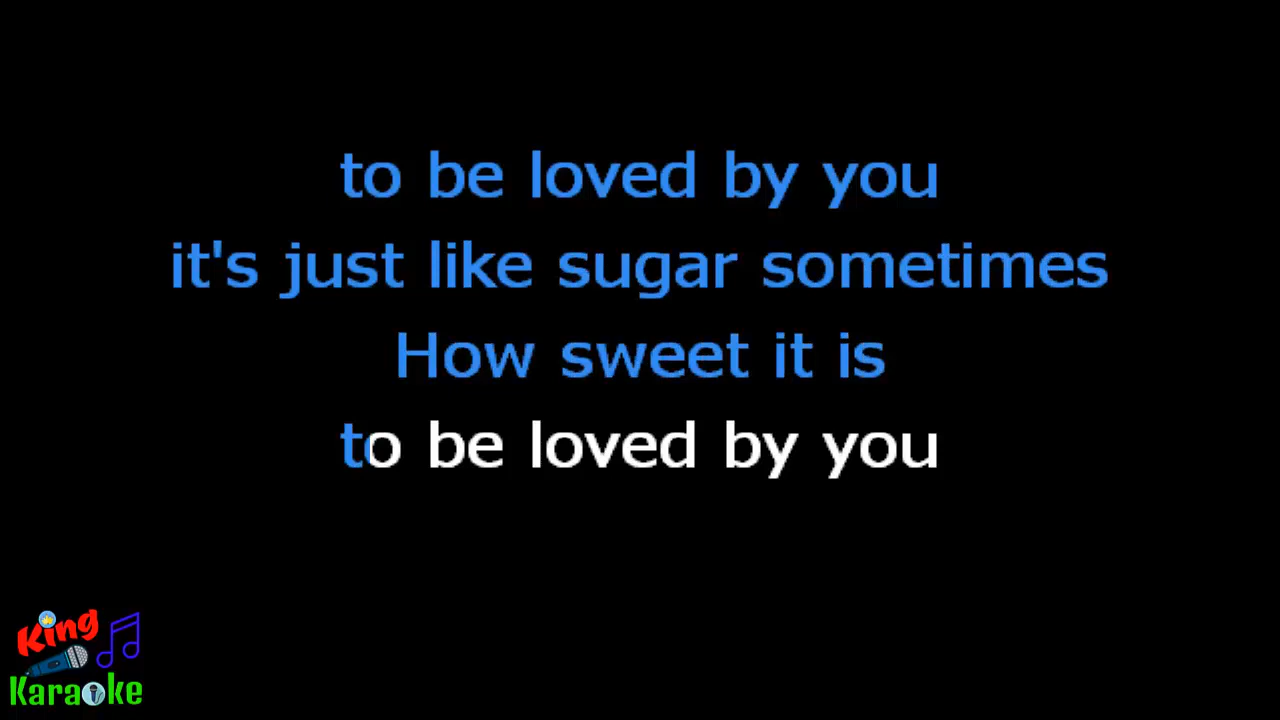 to be loved by you
it's just like sugar sometimes
How sweet it is
to be loved by you
King
Karaoke